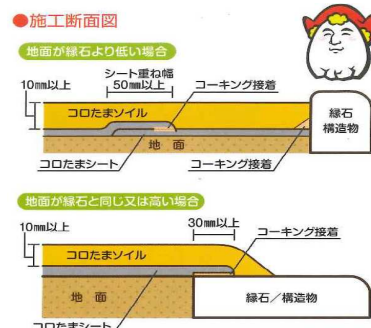 ●施工断面図
地面が縁石より低い場合
シート重ね幅
10mm以上
50mm以上
コーキング接着
コロたまソイル
縁石
構造物
地面
コロたまシート
コーキング接着
地面が縁石と同じ又は高い場合
10mm以上
30mm以上
コーキング接着
コロたまソイル
地面
縁石/構造物
コロたまシート